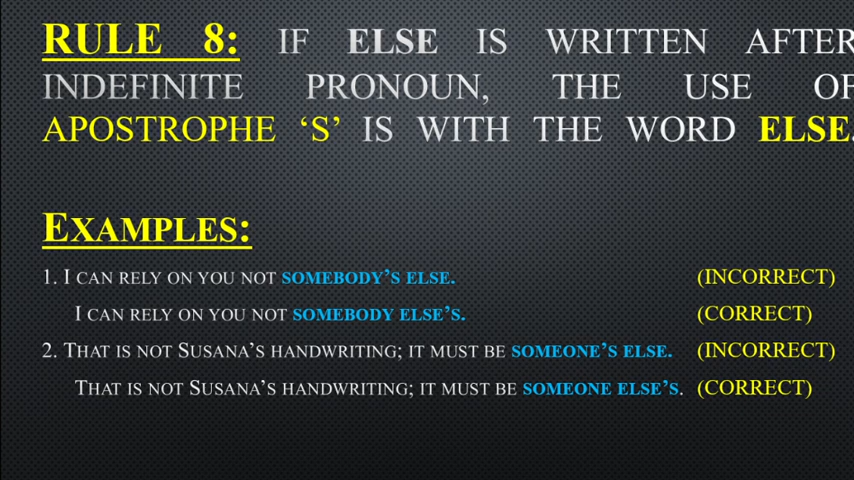 RULE 8: IF ELSE IS WRITTEN AFTER
INDEFINITE PRONOUN, THE USE OF
APOSTROPHE ‘S’ IS WITH THE WORD ELSE.
EXAMPLES:
1. I CAN RELY ON YOU NOT SOMEBODY’S ELSE. (INCORRECT)
I CAN RELY ON YOU NOT SOMEBODY ELSE’S. (CORRECT)
2. THAT IS NOT SUSANA’S HANDWRITING; IT MUST BE SOMEONE’S ELSE. (INCORRECT)
THAT IS NOT SUSANA’S HANDWRITING; IT MUST BE SOMEONE ELSE’S. (CORRECT)